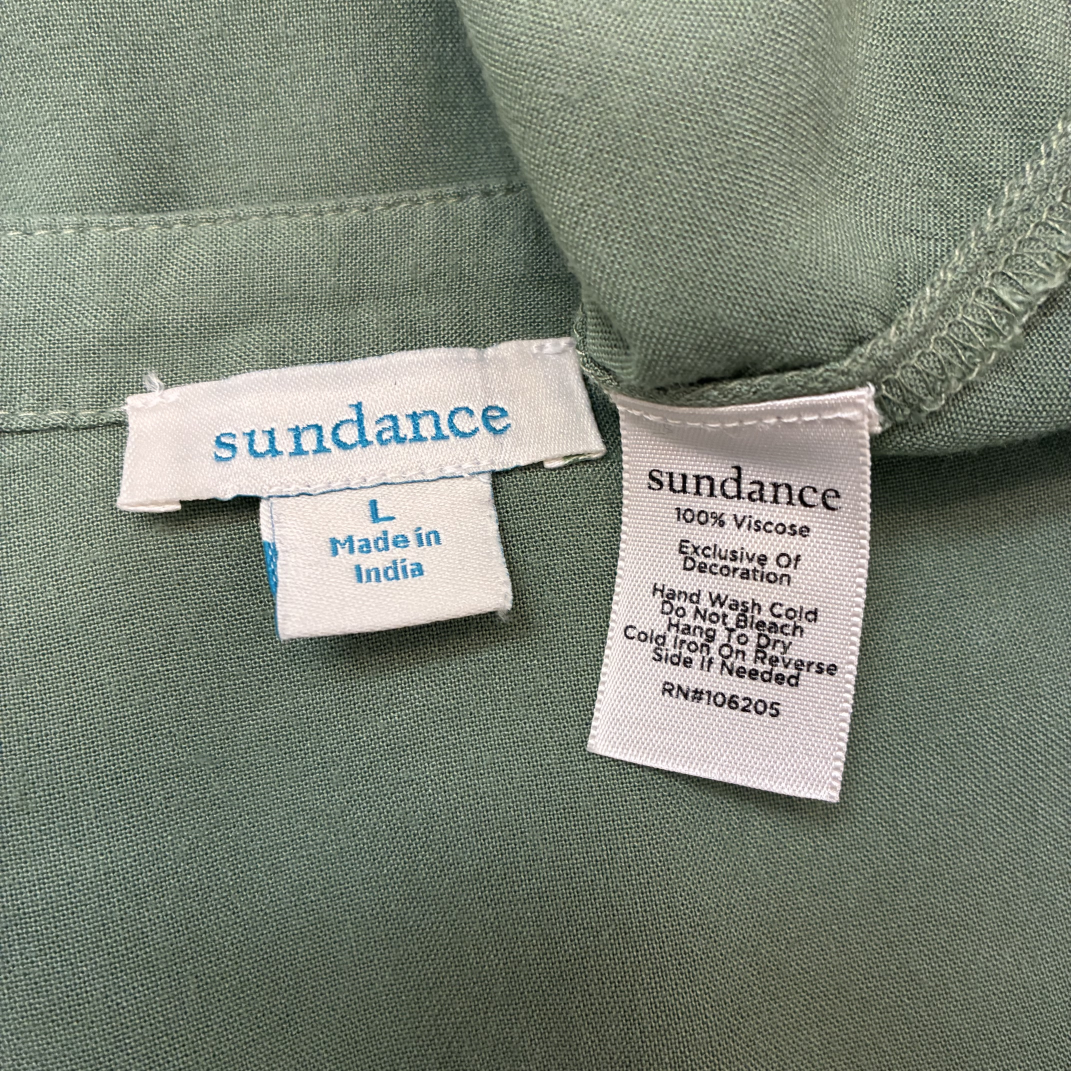 sundance
L
Made in
India
sundance
100% Viscose
Exclusive Of
Decoration
Hand Wash Cold
Do Not Bleach
Hang To Dry
Cold Iron On Reverse
Side If Needed
RN#106205